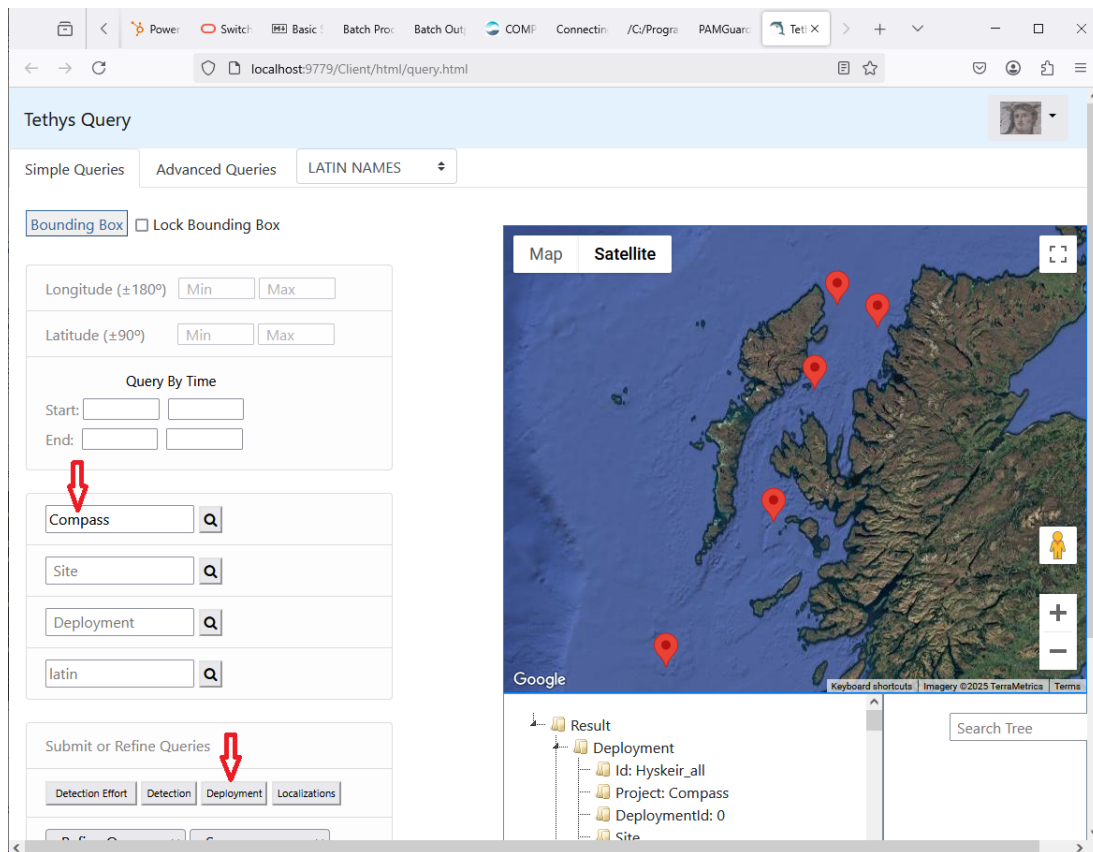 Power
Switch
Basic
Batch Proc
Batch Out
COMP
Connectin
/C:/Progra
PAMGuard
Teth
localhost:9779/Client/html/query.html
Tethys Query
Simple Queries
Advanced Queries
LATIN NAMES
Bounding Box
Lock Bounding Box
Longitude (±180º) Min Max
Latitude (±90º) Min Max
Query By Time
Start:
End:
Compass
Site
Deployment
latin
Submit or Refine Queries
Detection Effort Detection Deployment Localizations
Map Satellite
Google
Keyboard shortcuts Imagery ©2025 TerraMetrics Terms
Result
Deployment
Id: Hyskeir_all
Project: Compass
DeploymentId: 0
Site
Search Tree